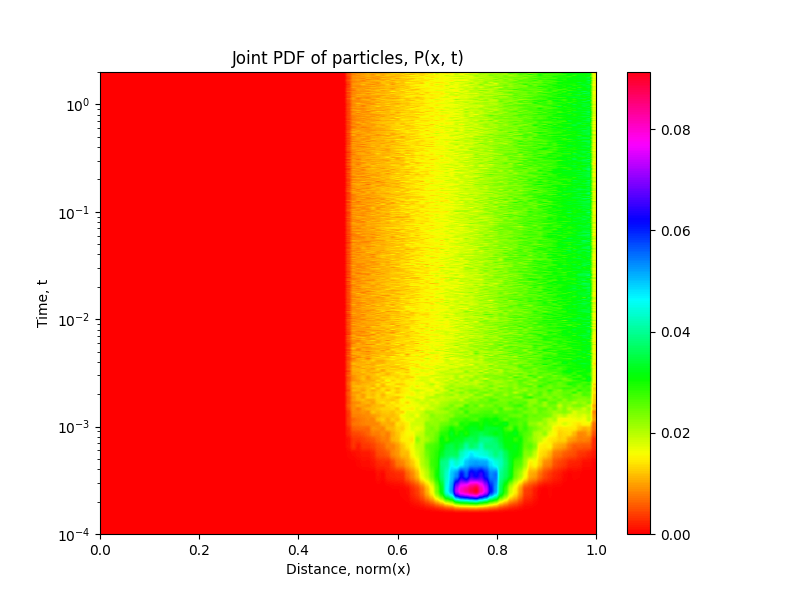 Joint PDF of particles, P(x, t)
10⁰
10⁻¹
10⁻²
10⁻³
10⁻⁴
Time, t
0.0 0.2 0.4 0.6 0.8 1.0
Distance, norm(x)
0.08
0.06
0.04
0.02
0.00